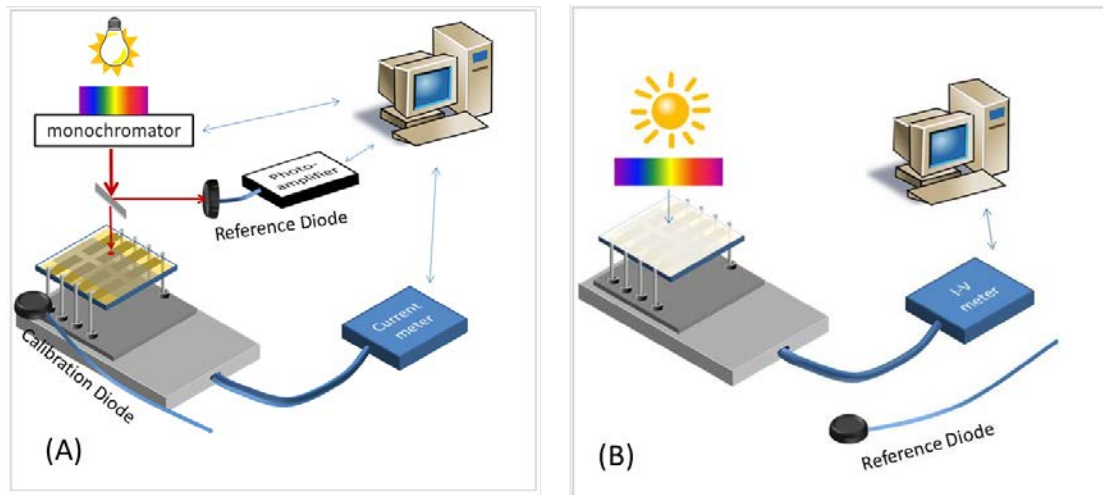 monochromator
Photo-
amplifier
Reference Diode
Current
meter
Calibration Diode
(A)
I-V
meter
Reference Diode
(B)